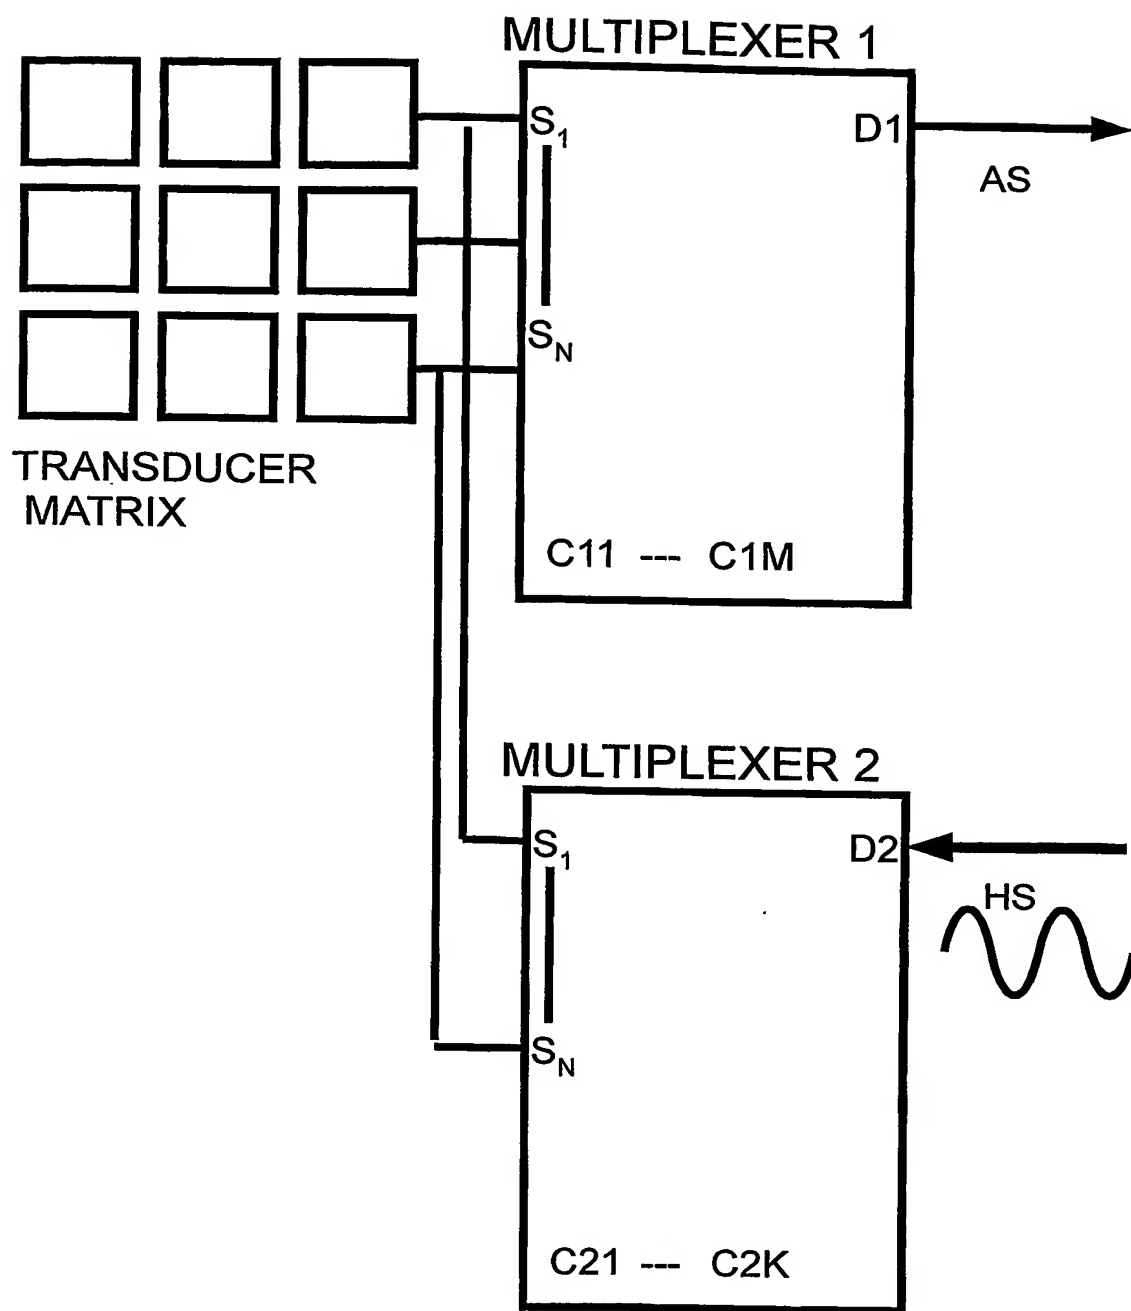 MULTIPLEXER 1
S1
D1
AS
SN
TRANSDUCER
MATRIX
C11 --- C1M
MULTIPLEXER 2
S1
D2
HS
SN
C21 --- C2K